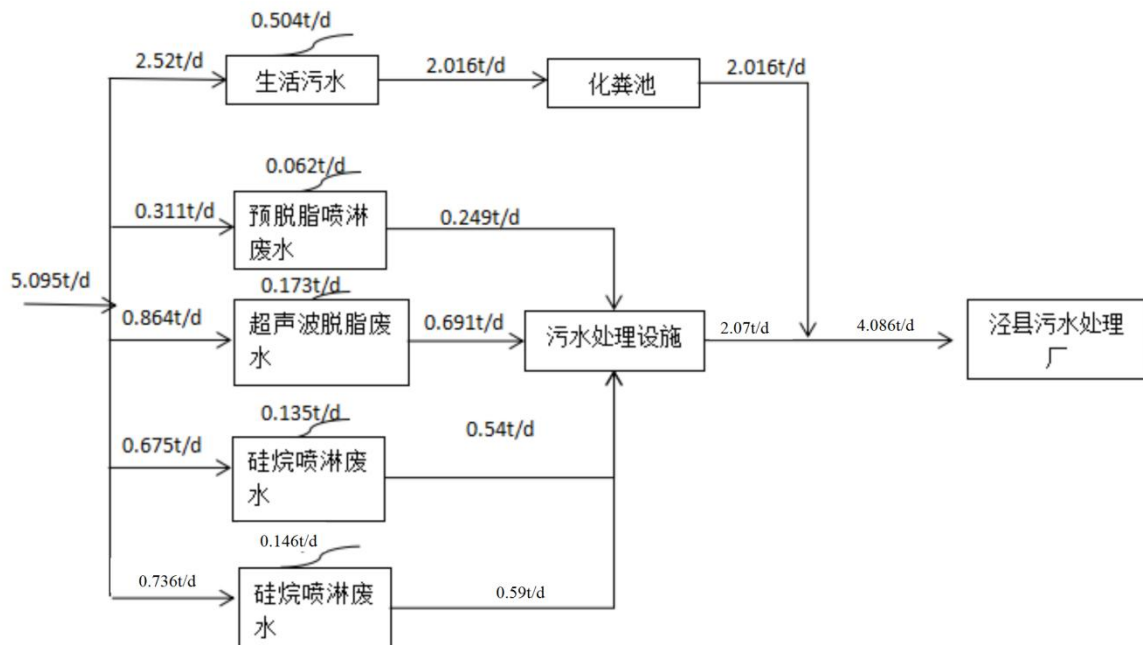 0.504t/d
2.52t/d
生活污水
2.016t/d
化粪池
2.016t/d
0.062t/d
0.311t/d
预脱脂喷淋
废水
0.249t/d
5.095t/d
0.173t/d
0.864t/d
超声波脱脂废
水
0.691t/d
污水处理设施
2.07t/d
4.086t/d
泾县污水处理
厂
0.135t/d
0.675t/d
硅烷喷淋废
水
0.54t/d
0.146t/d
0.736t/d
硅烷喷淋废
水
0.59t/d